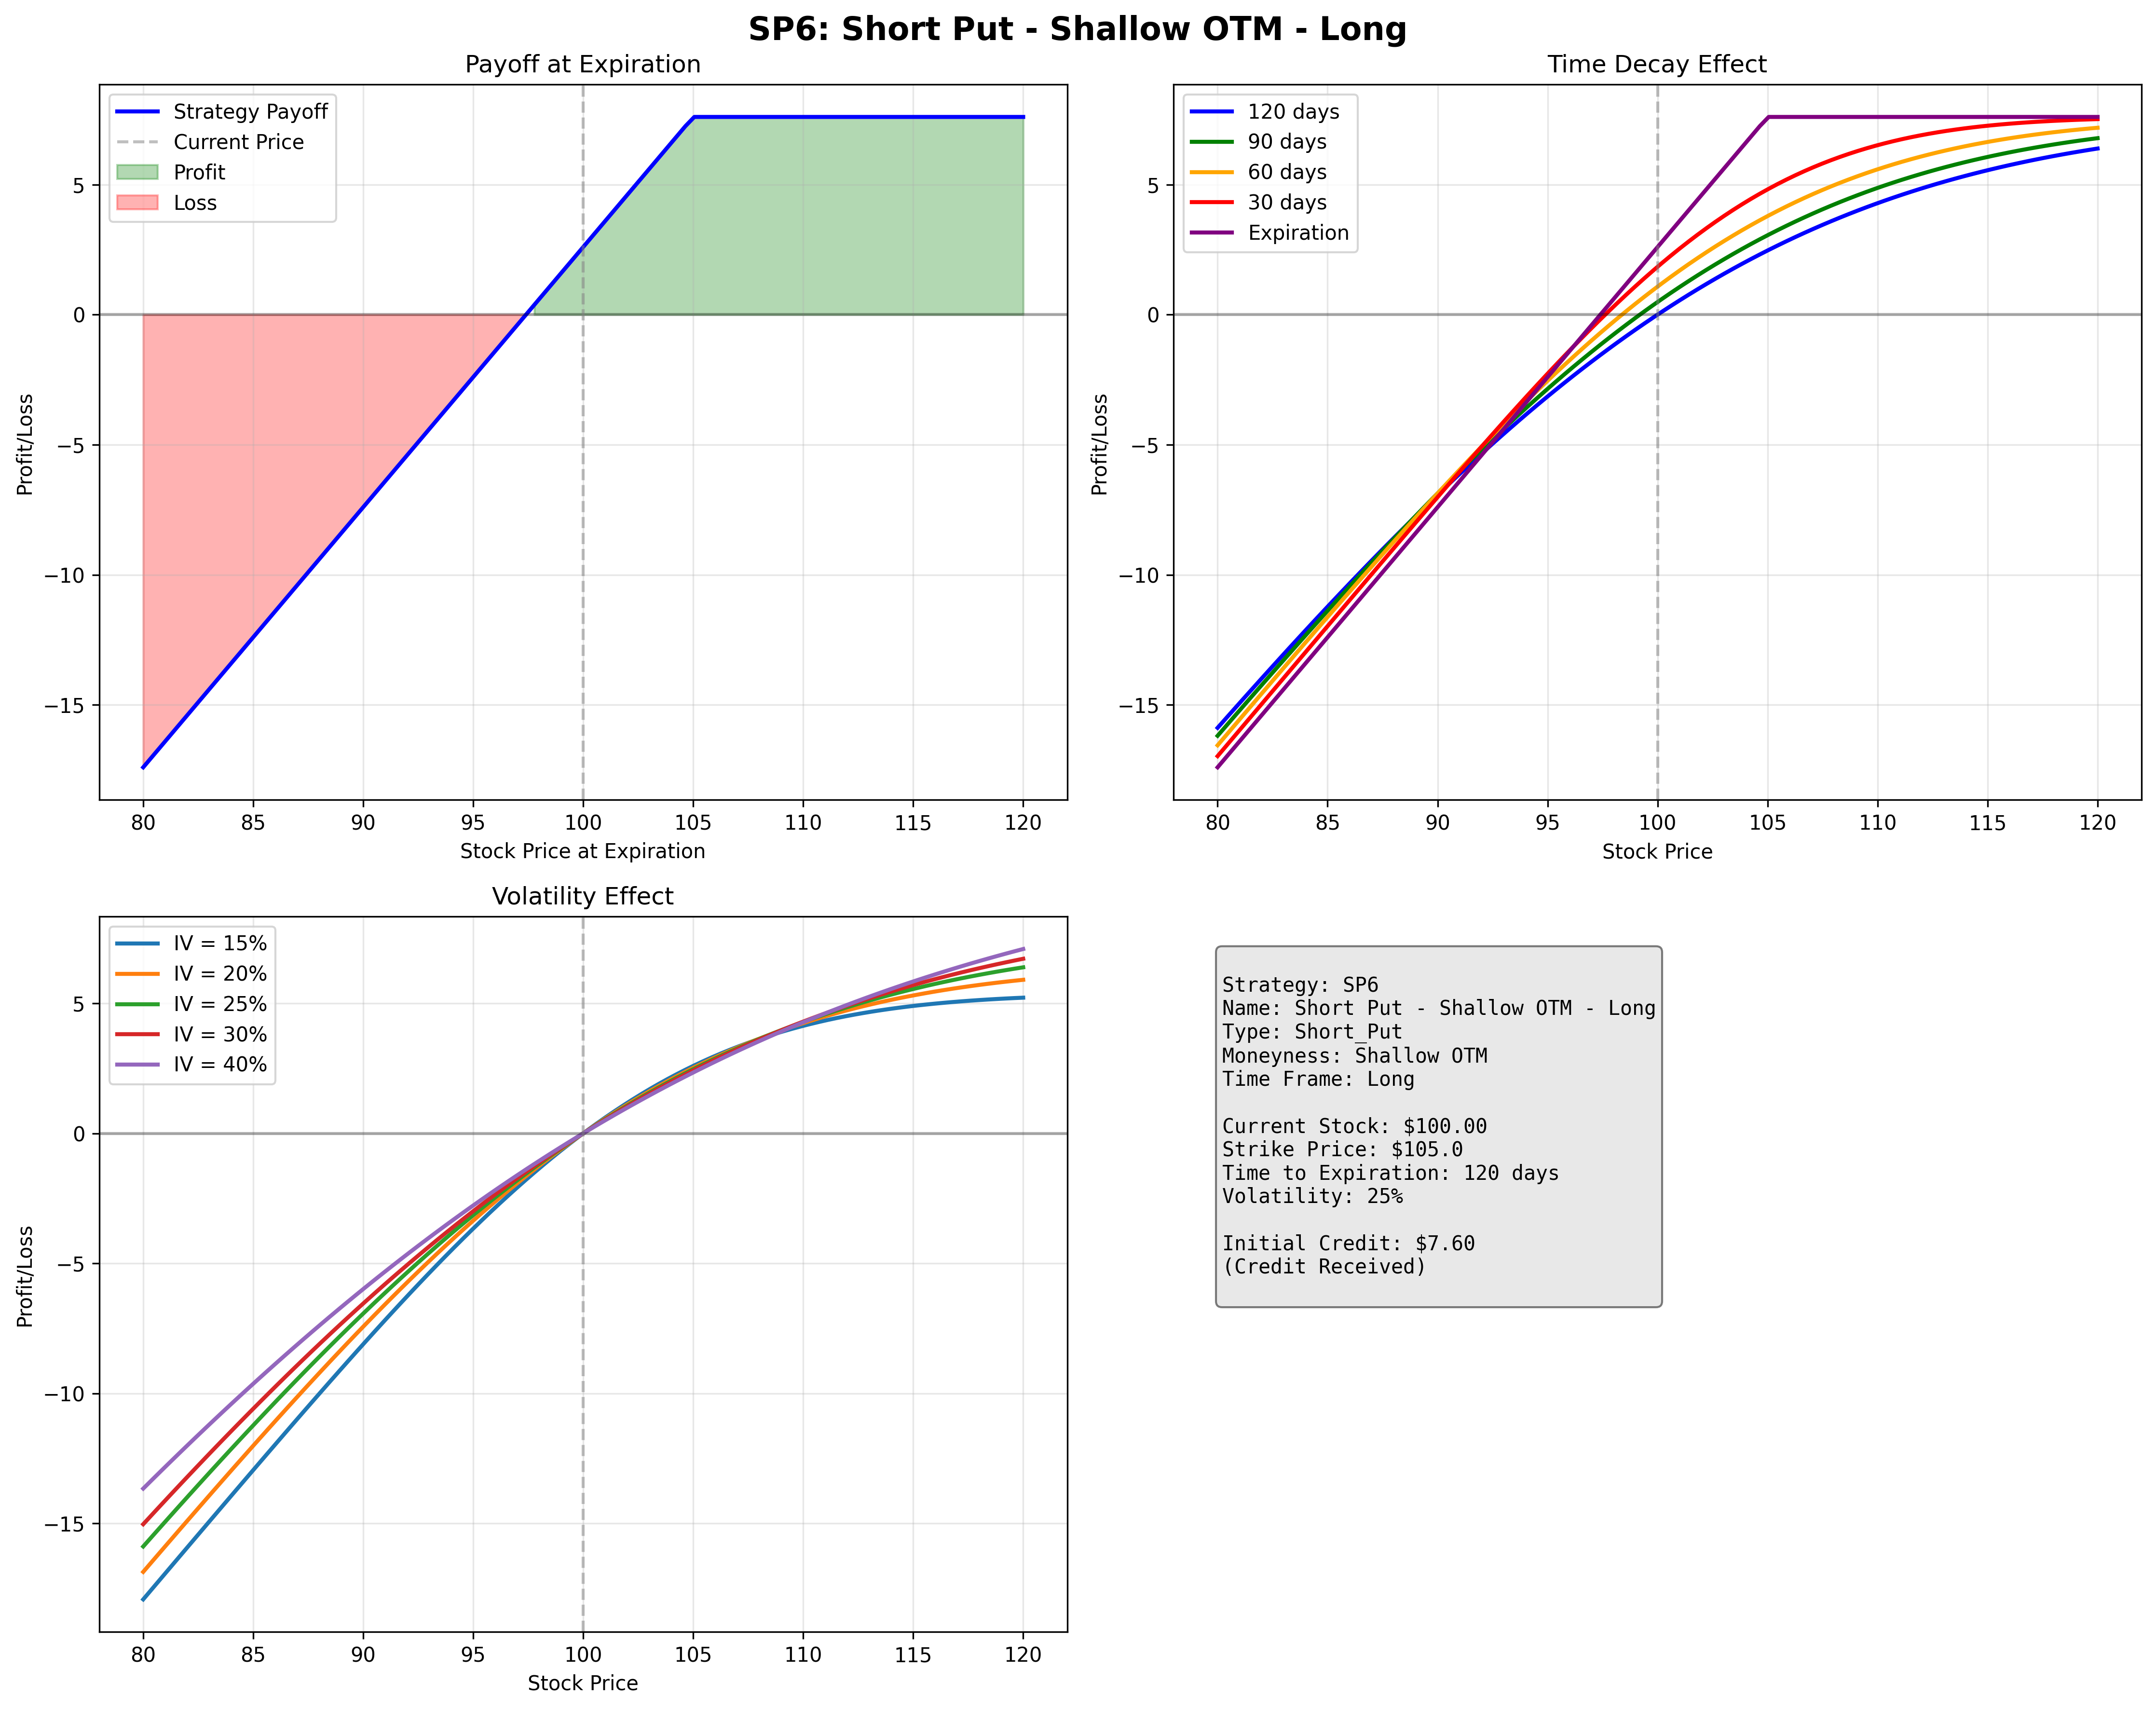 SP6: Short Put - Shallow OTM - Long
Payoff at Expiration
Strategy Payoff
Current Price
Profit
Loss
5
0
−5
−10
−15
Profit/Loss
80 85 90 95 100 105 110 115 120
Stock Price at Expiration
Time Decay Effect
120 days
90 days
60 days
30 days
Expiration
5
0
−5
−10
−15
Profit/Loss
80 85 90 95 100 105 110 115 120
Stock Price
Volatility Effect
IV = 15%
IV = 20%
IV = 25%
IV = 30%
IV = 40%
5
0
−5
−10
−15
Profit/Loss
80 85 90 95 100 105 110 115 120
Stock Price
Strategy: SP6
Name: Short Put - Shallow OTM - Long
Type: Short_Put
Moneyness: Shallow OTM
Time Frame: Long
Current Stock: $100.00
Strike Price: $105.0
Time to Expiration: 120 days
Volatility: 25%
Initial Credit: $7.60
(Credit Received)